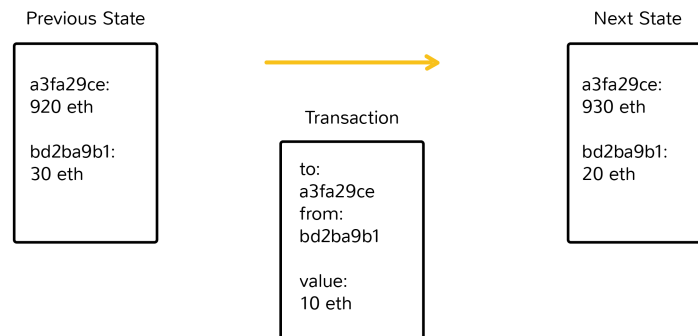 Previous State
a3fa29ce:
920 eth
bd2ba9b1:
30 eth
Transaction
to:
a3fa29ce
from:
bd2ba9b1
value:
10 eth
Next State
a3fa29ce:
930 eth
bd2ba9b1:
20 eth